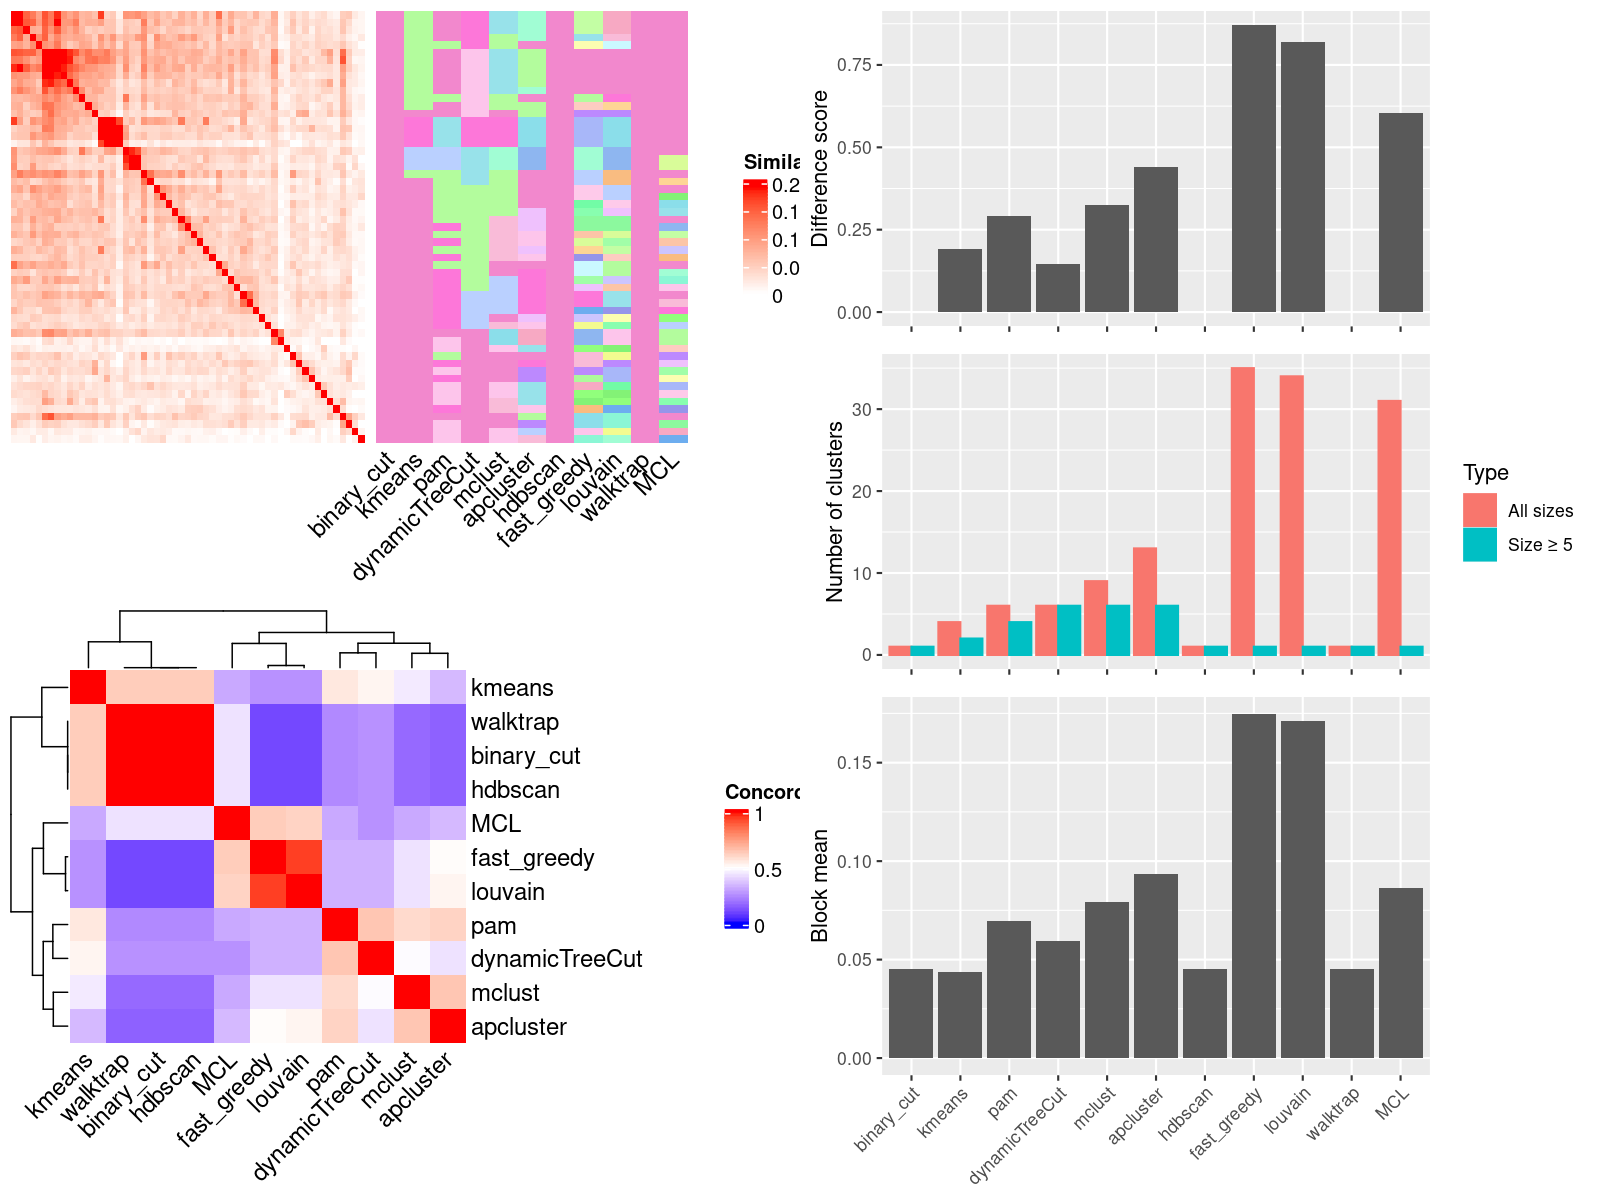 Simila
0.2
0.1
0.1
0.0
0
binary_cut
kmeans
pam
dynamicTreeCut
mclust
apcluster
hdbscan
fast_greedy
louvain
walktrap
MCL
kmeans
walktrap
binary_cut
hdbscan
MCL
fast_greedy
louvain
pam
dynamicTreeCut
mclust
apcluster
Concord
1
0.5
0
kmeans
walktrap
binary_cut
hdbscan
MCL
fast_greedy
louvain
pam
dynamicTreeCut
mclust
apcluster
Difference score
0.75
0.50
0.25
0.00
Number of clusters
30
20
10
0
Type
All sizes
Size ≥ 5
Block mean
0.15
0.10
0.05
0.00
binary_cut
kmeans
pam
dynamicTreeCut
mclust
apcluster
hdbscan
fast_greedy
louvain
walktrap
MCL